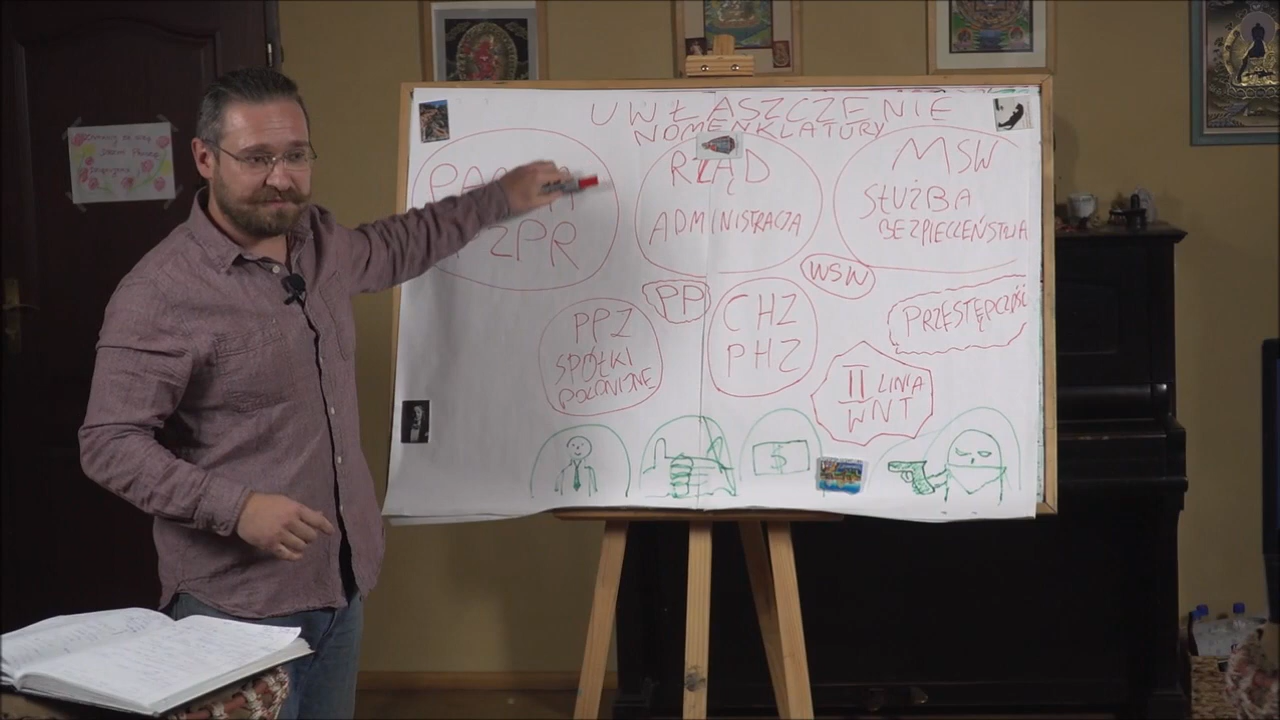 UWŁASZCZENIE
NOMENKLATURY
PZPR
RZĄD
ADMINISTRACJA
MSW
SŁUŻBA
BEZPIECZEŃSTWA
WSW
PP
PPZ
SPÓŁKI
POLONIJNE
CHZ
PHZ
PRZESTĘPCZOŚĆ
II LINIA
WNT
$